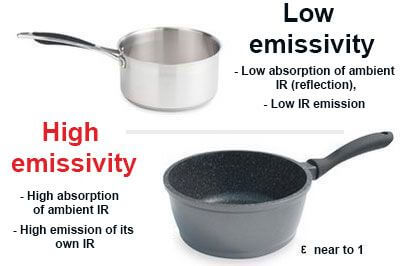 Low
emissivity
- Low absorption of ambient
IR (reflection),
- Low IR emission
High
emissivity
- High absorption
of ambient IR
- High emission of its
own IR
ε near to 1